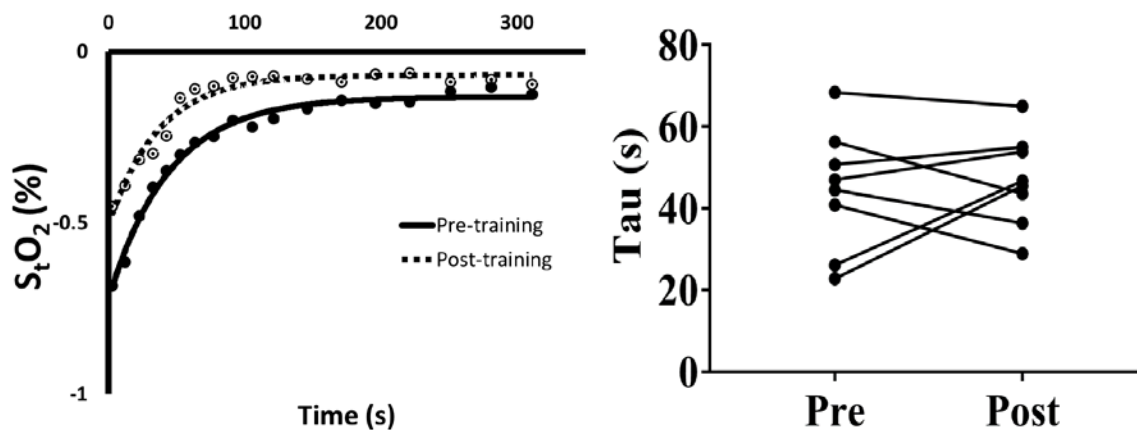 0 100 200 300
0
-0.5
-1
StO2 (%)
Pre-training
Post-training
Time (s)
80
60
40
20
0
Tau (s)
Pre Post